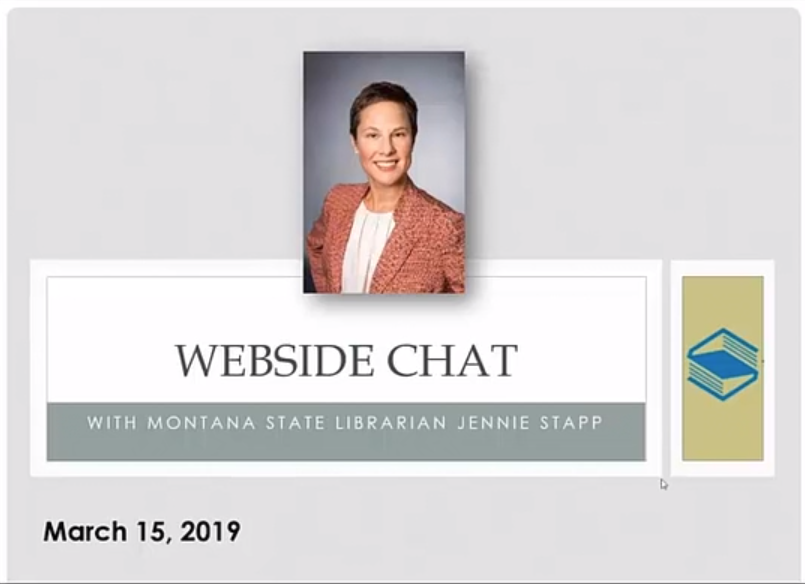 WEBSIDE CHAT
WITH MONTANA STATE LIBRARIAN JENNIE STAPP
March 15, 2019